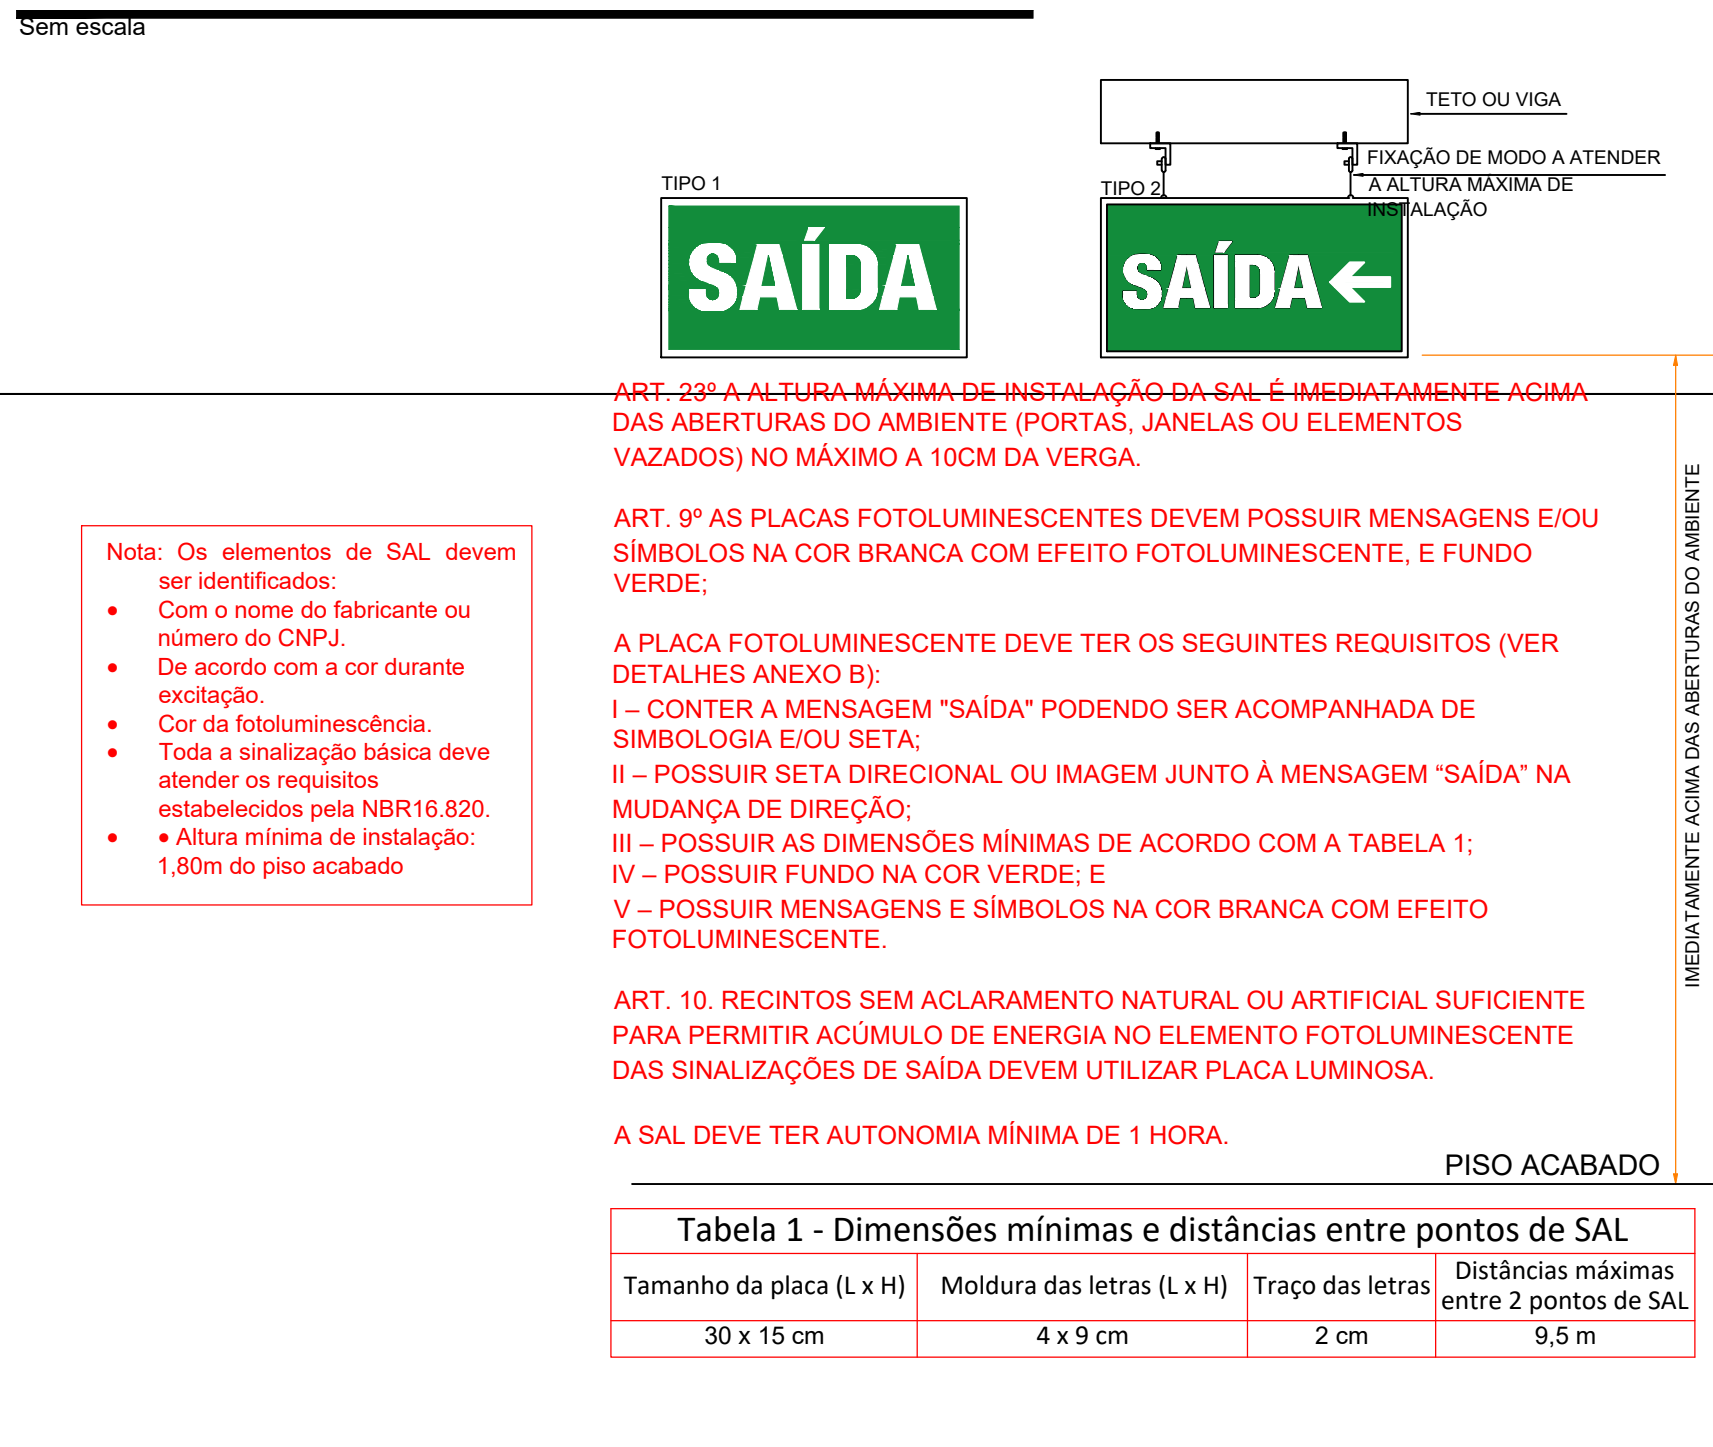 Sem escala
TETO OU VIGA
FIXAÇÃO DE MODO A ATENDER
A ALTURA MÁXIMA DE
INSTALAÇÃO
TIPO 1
TIPO 2
SAÍDA
SAÍDA
ART. 23º A ALTURA MÁXIMA DE INSTALAÇÃO DA SAL É IMEDIATAMENTE ACIMA
DAS ABERTURAS DO AMBIENTE (PORTAS, JANELAS OU ELEMENTOS
VAZADOS) NO MÁXIMO A 10CM DA VERGA.
ART. 9º AS PLACAS FOTOLUMINESCENTES DEVEM POSSUIR MENSAGENS E/OU
SÍMBOLOS NA COR BRANCA COM EFEITO FOTOLUMINESCENTE, E FUNDO
VERDE;
A PLACA FOTOLUMINESCENTE DEVE TER OS SEGUINTES REQUISITOS (VER
DETALHES ANEXO B):
I – CONTER A MENSAGEM "SAÍDA" PODENDO SER ACOMPANHADA DE
SIMBOLOGIA E/OU SETA;
II – POSSUIR SETA DIRECIONAL OU IMAGEM JUNTO À MENSAGEM “SAÍDA” NA
MUDANÇA DE DIREÇÃO;
III – POSSUIR AS DIMENSÕES MÍNIMAS DE ACORDO COM A TABELA 1;
IV – POSSUIR FUNDO NA COR VERDE; E
V – POSSUIR MENSAGENS E SÍMBOLOS NA COR BRANCA COM EFEITO
FOTOLUMINESCENTE.
ART. 10. RECINTOS SEM ACLARAMENTO NATURAL OU ARTIFICIAL SUFICIENTE
PARA PERMITIR ACÚMULO DE ENERGIA NO ELEMENTO FOTOLUMINESCENTE
DAS SINALIZAÇÕES DE SAÍDA DEVEM UTILIZAR PLACA LUMINOSA.
A SAL DEVE TER AUTONOMIA MÍNIMA DE 1 HORA.
Nota: Os elementos de SAL devem
ser identificados:
● Com o nome do fabricante ou
número do CNPJ.
● De acordo com a cor durante
excitação.
● Cor da fotoluminescência.
● Toda a sinalização básica deve
atender os requisitos
estabelecidos pela NBR16.820.
● ● Altura mínima de instalação:
1,80m do piso acabado
IMEDIATAMENTE ACIMA DAS ABERTURAS DO AMBIENTE
PISO ACABADO
Tabela 1 - Dimensões mínimas e distâncias entre pontos de SAL
Tamanho da placa (L x H) Moldura das letras (L x H) Traço das letras Distâncias máximas
entre 2 pontos de SAL
30 x 15 cm 4 x 9 cm 2 cm 9,5 m